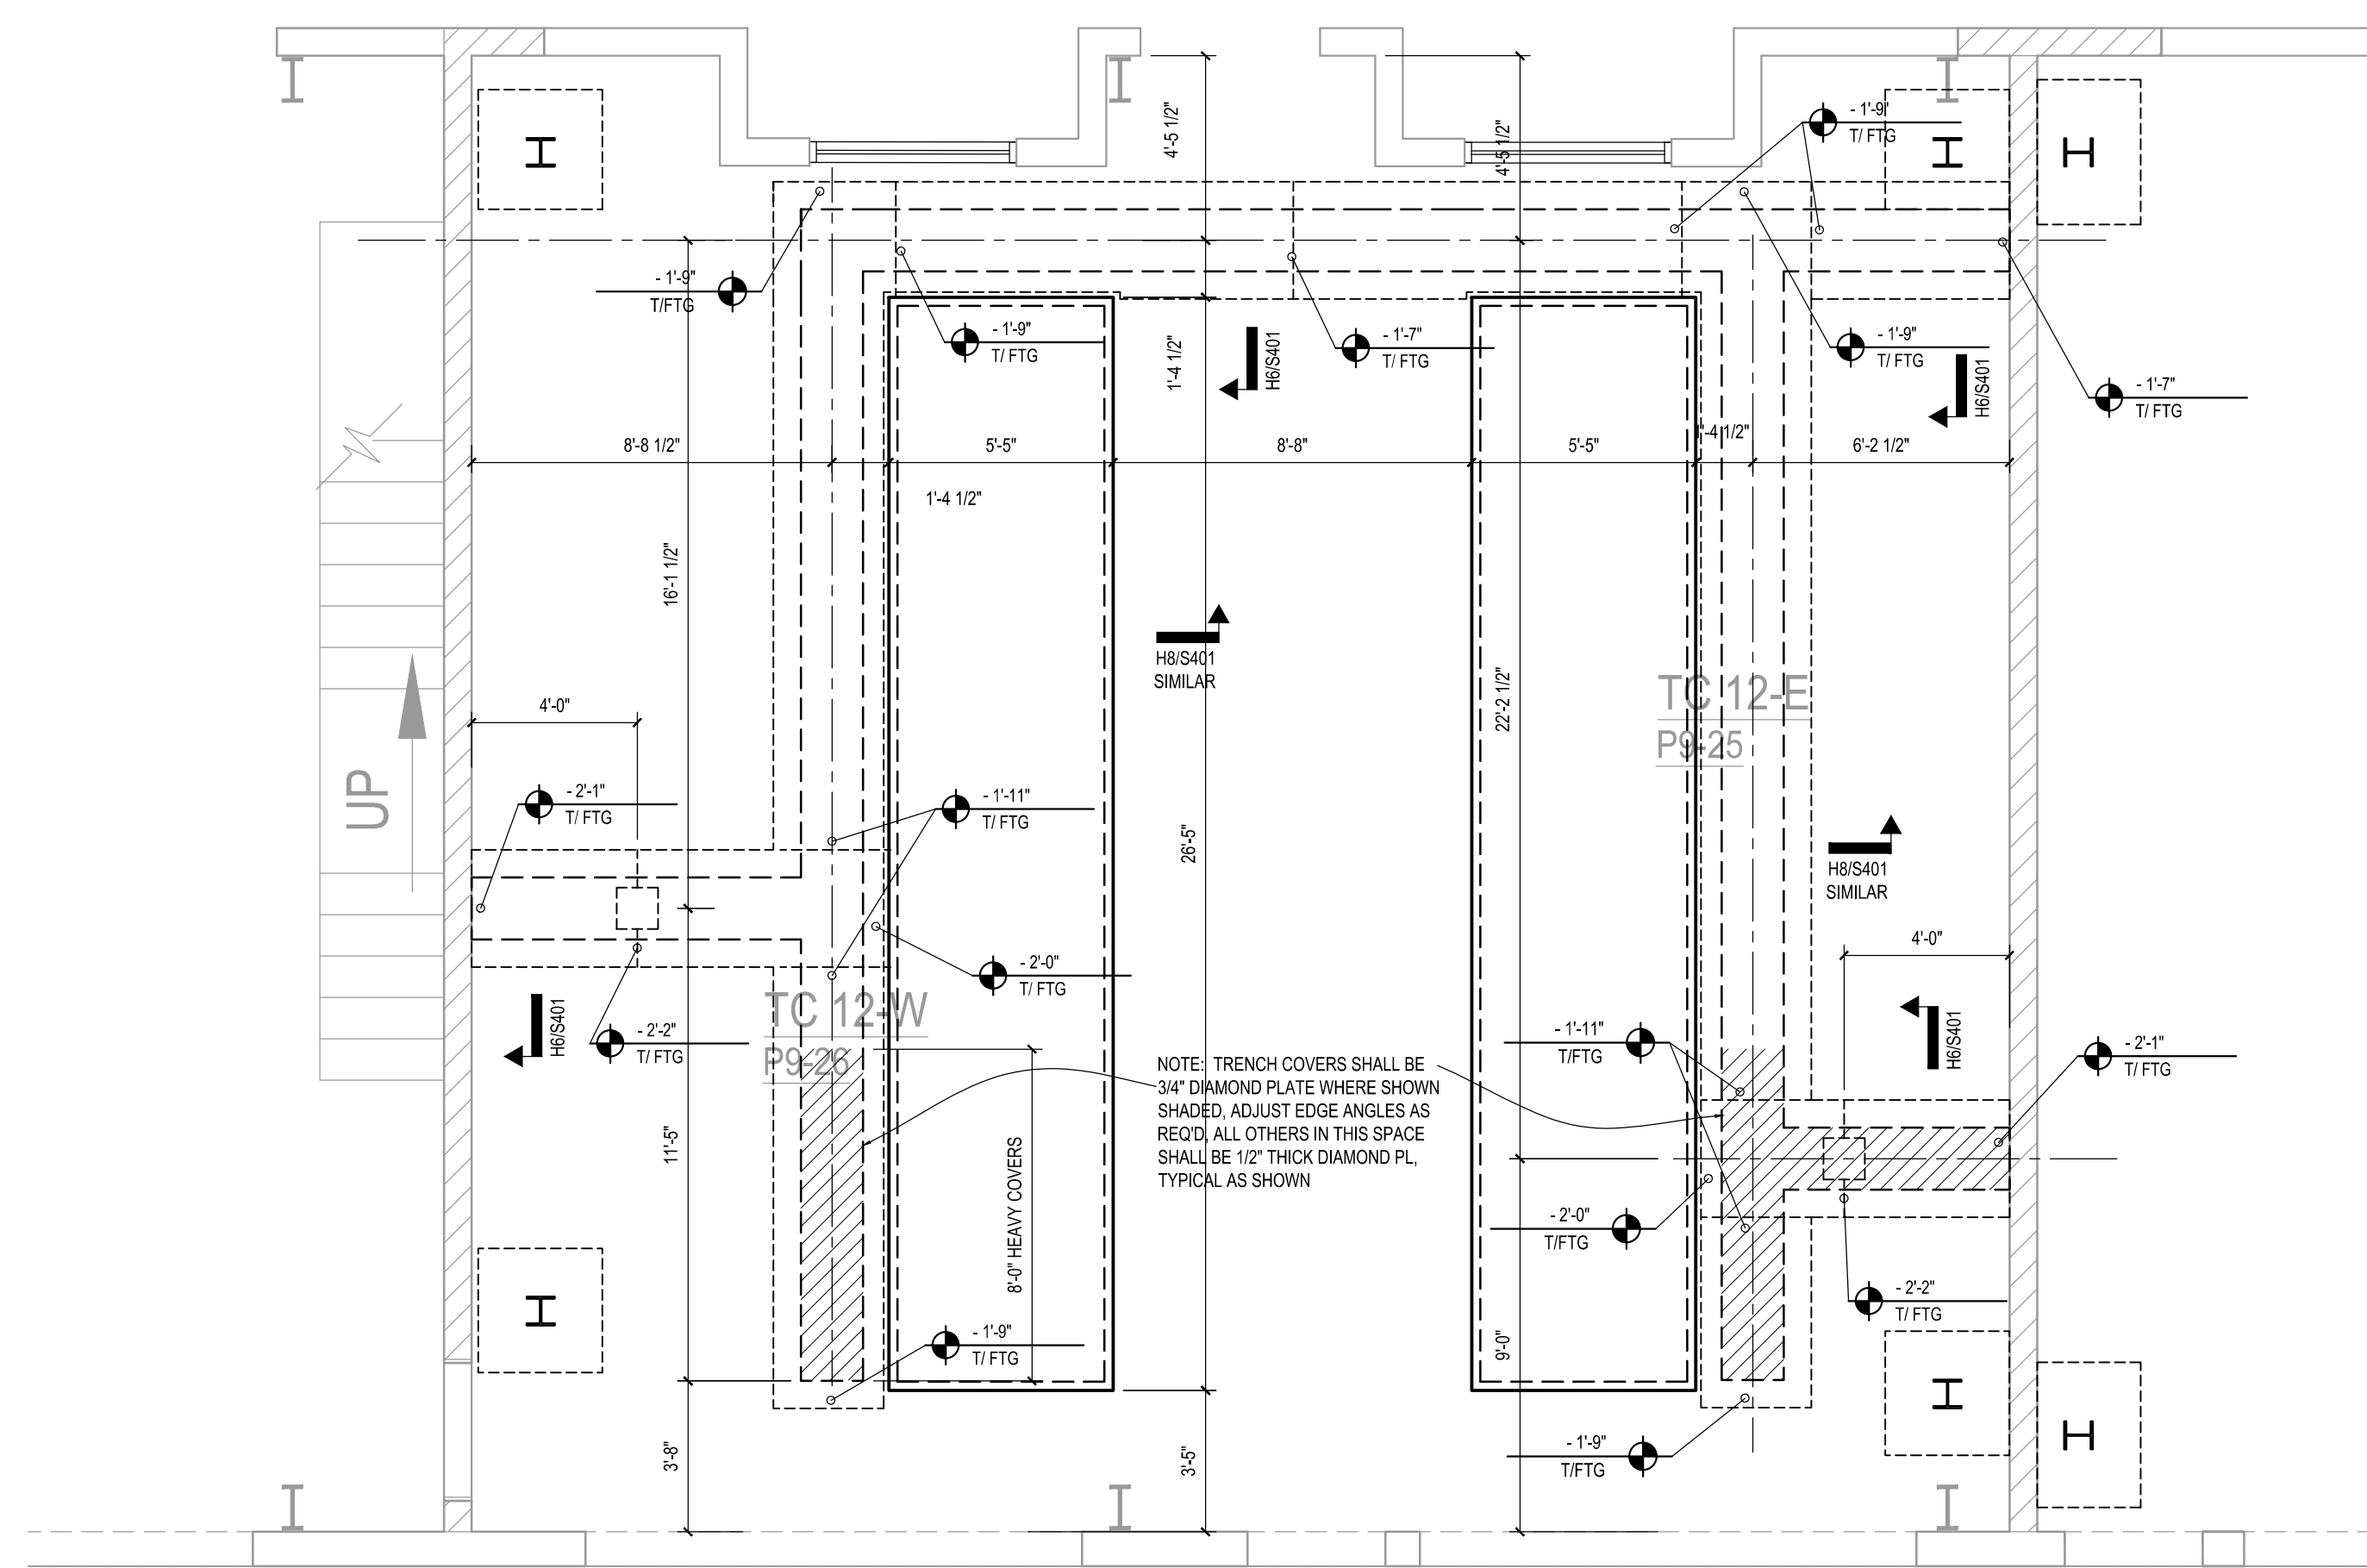 - 1'-9"
T/ FTG
4'-5 1/2"
4'-5 1/2"
- 1'-9"
T/FTG
- 1'-9"
T/ FTG
- 1'-7"
T/ FTG
- 1'-9"
T/ FTG
- 1'-7"
T/ FTG
1'-4 1/2"
H6/S401
H6/S401
8'-8 1/2"
5'-5"
8'-8"
5'-5"
1'-4 1/2"
6'-2 1/2"
1'-4 1/2"
16'-1 1/2"
H8/S401
SIMILAR
22'-2 1/2"
TC 12-E
P9-25
4'-0"
UP
- 2'-1"
T/ FTG
- 1'-11"
T/ FTG
26'-5"
H8/S401
SIMILAR
4'-0"
- 2'-0"
T/ FTG
TC 12-W
P9-26
H6/S401
- 2'-2"
T/ FTG
- 1'-11"
T/FTG
H6/S401
- 2'-1"
T/ FTG
NOTE: TRENCH COVERS SHALL BE
3/4" DIAMOND PLATE WHERE SHOWN
SHADED, ADJUST EDGE ANGLES AS
REQ'D, ALL OTHERS IN THIS SPACE
SHALL BE 1/2" THICK DIAMOND PL,
TYPICAL AS SHOWN
11'-5"
8'-0" HEAVY COVERS
- 2'-0"
T/FTG
- 2'-2"
T/ FTG
- 1'-9"
T/ FTG
9'-0"
3'-8"
3'-5"
- 1'-9"
T/FTG